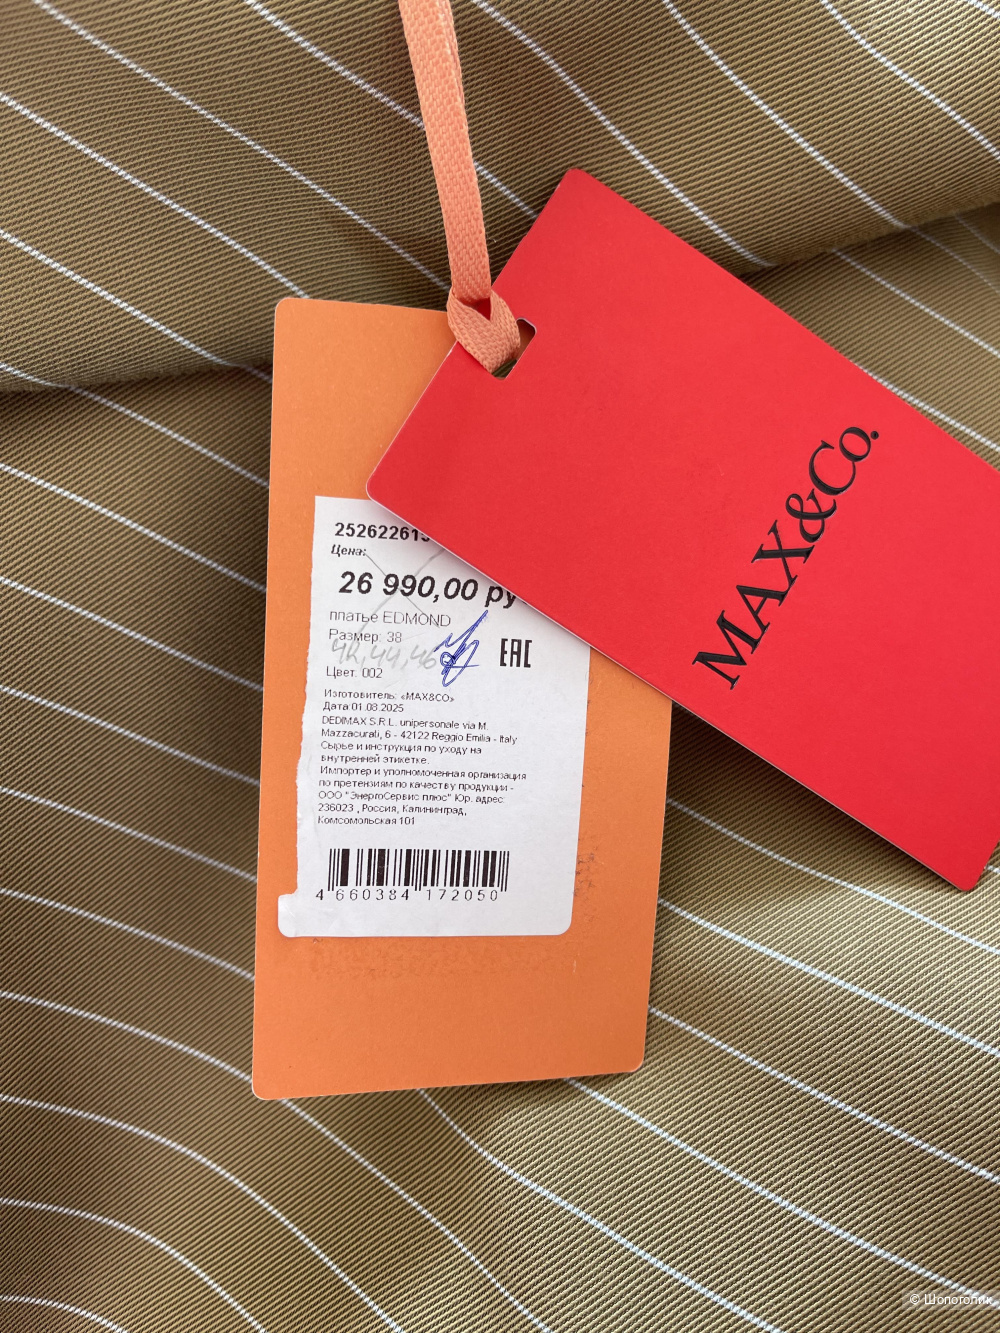 MAX&Co.
Цена:
26 990,00
платье EDMOND
Размер: 38
42, 44, 46
Цвет: 002
EAC
Изготовитель: «MAX&CO»
Дата 01.08.2025
DEDIMAX S.R.L. unipersonale via M.
Mazzacurati, 6 - 42122 Reggio Emilia - Italy
Сырье и инструкция по уходу на
внутренней этикетке.
Импортер и уполномоченная организация
по претензиям по качеству продукции -
ООО "ЭнергоСервис плюс" Юр. адрес:
236023 , Россия, Калининград,
Комсомольская 101
4 660384 172050
© Шопоголик